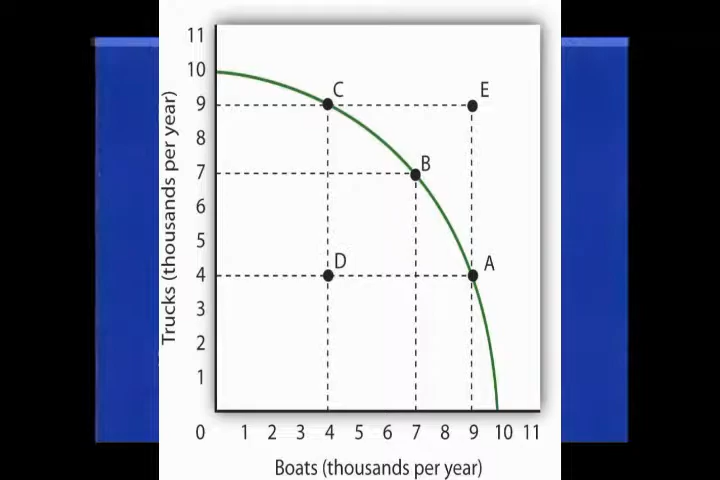 11
10
C
E
9
8
B
7
6
5
D
A
4
3
2
1
0 1 2 3 4 5 6 7 8 9 10 11
Trucks (thousands per year)
Boats (thousands per year)